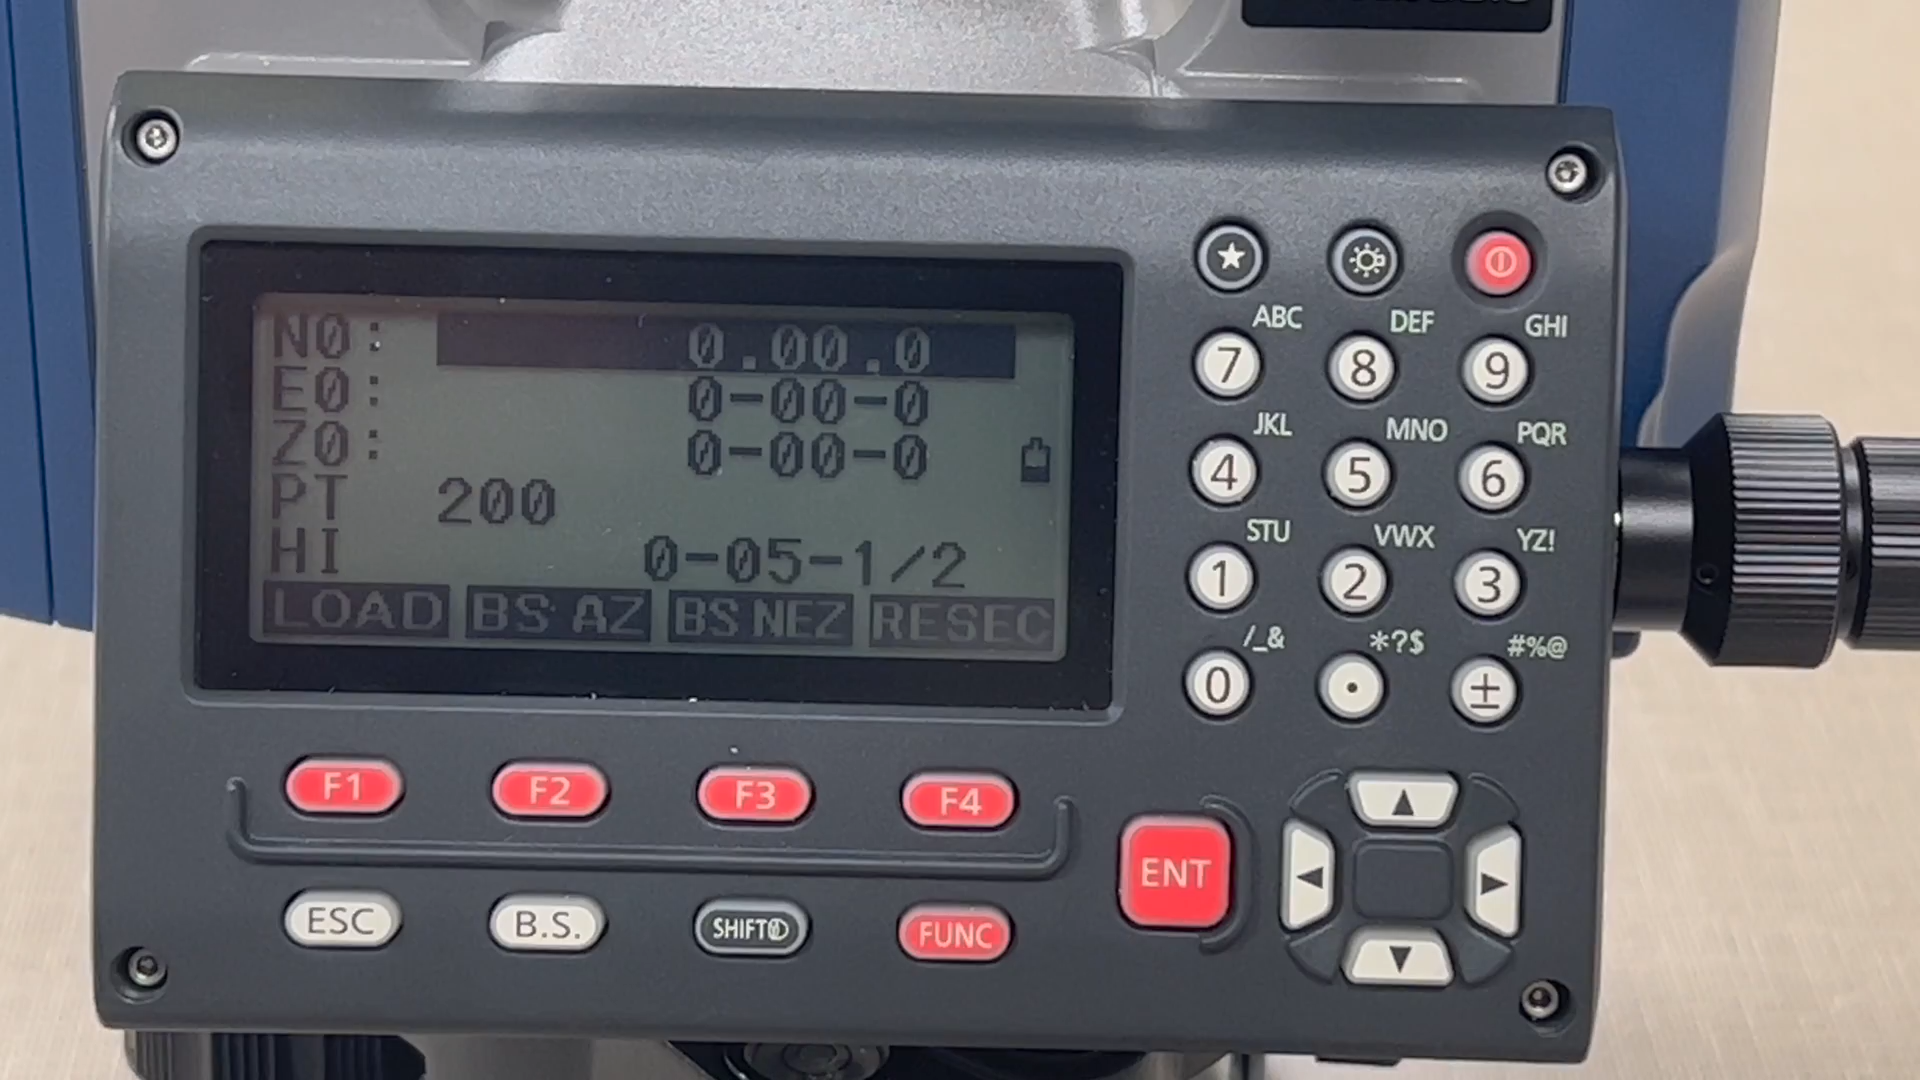 N0: 0.00.0
E0: 0-00-0
Z0: 0-00-0
PT 200
HI 0-05-1/2
LOAD BS AZ BS NEZ RESEC
ABC DEF GHI
7 8 9
JKL MNO PQR
4 5 6
STU VWX YZ!
1 2 3
/_& *?$ #%@
0 . ±
F1 F2 F3 F4
ENT
ESC B.S. SHIFT FUNC